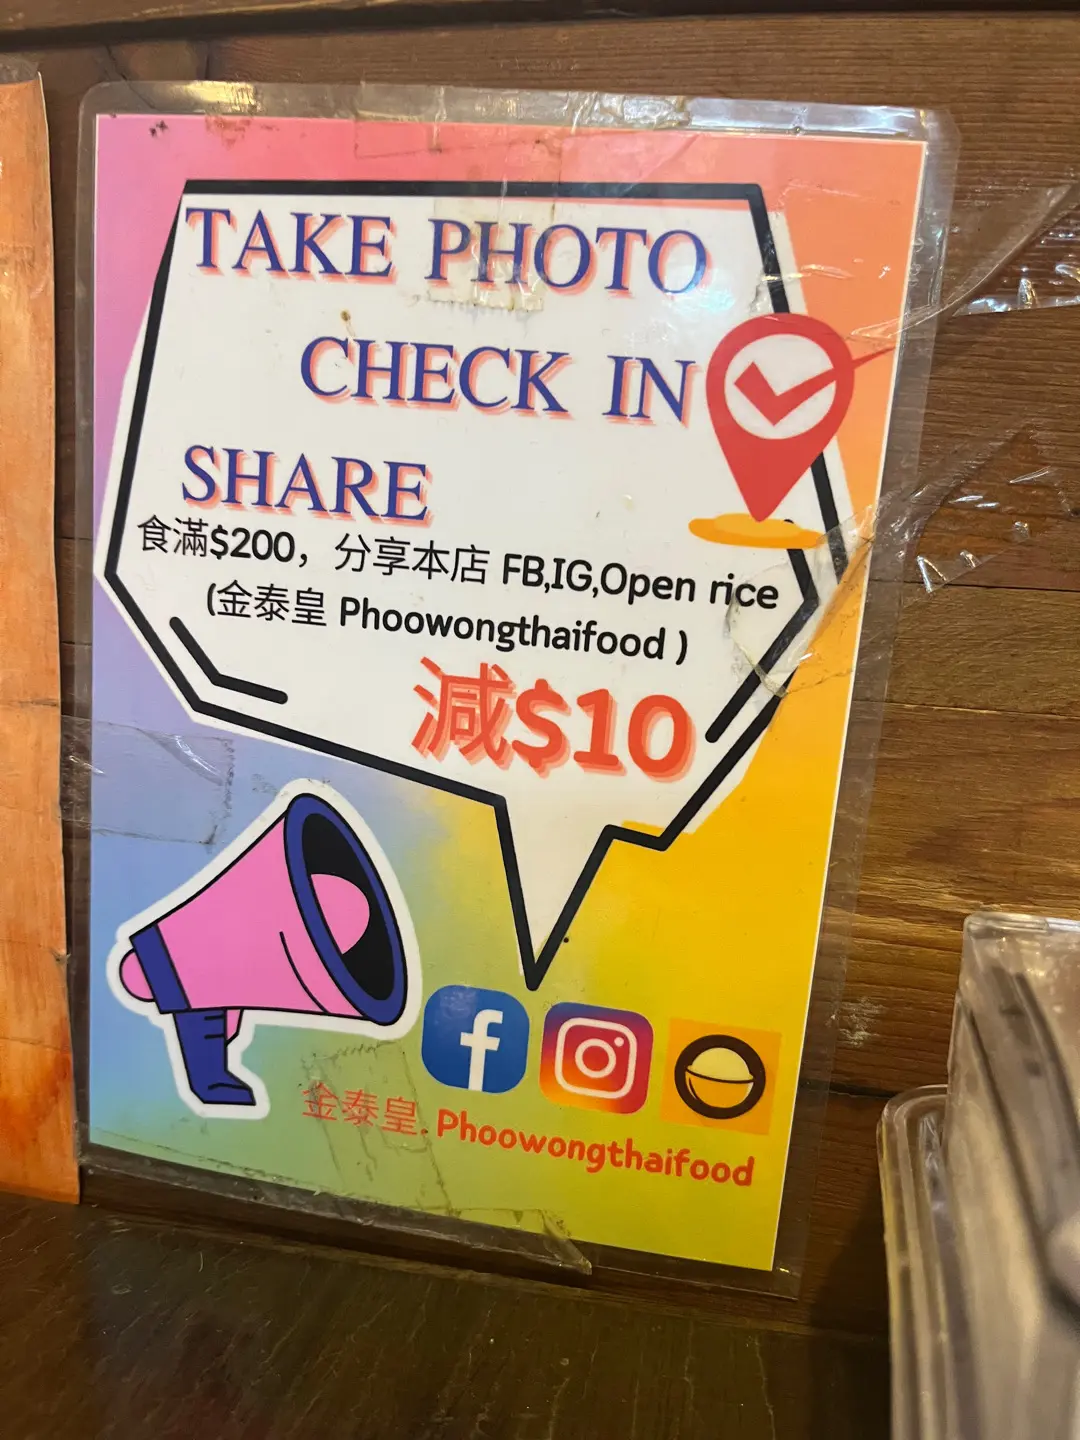 TAKE PHOTO
CHECK IN
SHARE
食滿$200，分享本店 FB,IG,Open rice
(金泰皇 Phoowongthaifood )
減$10
金泰皇. Phoowongthaifood